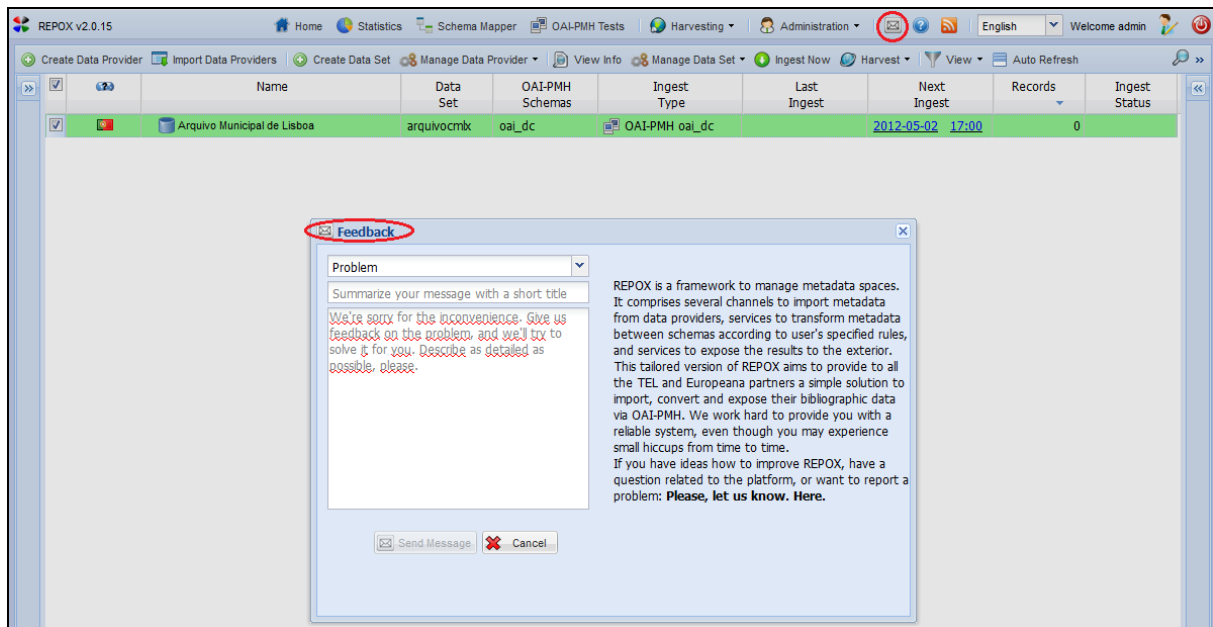 REPOX v2.0.15 Home Statistics Schema Mapper OAI-PMH Tests Harvesting Administration English Welcome admin
Create Data Provider Import Data Providers Create Data Set Manage Data Provider View Info Manage Data Set Ingest Now Harvest View Auto Refresh »
» Name Data Set OAI-PMH Schemas Ingest Type Last Ingest Next Ingest Records Ingest Status «
Arquivo Municipal de Lisboa arquivocmlx oai_dc OAI-PMH oai_dc 2012-05-02 17:00 0
Feedback
Problem
Summarize your message with a short title
We're sorry for the inconvenience. Give us
feedback on the problem, and we'll try to
solve it for you. Describe as detailed as
possible, please.
REPOX is a framework to manage metadata spaces.
It comprises several channels to import metadata
from data providers, services to transform metadata
between schemas according to user's specified rules,
and services to expose the results to the exterior.
This tailored version of REPOX aims to provide to all
the TEL and Europeana partners a simple solution to
import, convert and expose their bibliographic data
via OAI-PMH. We work hard to provide you with a
reliable system, even though you may experience
small hiccups from time to time.
If you have ideas how to improve REPOX, have a
question related to the platform, or want to report a
problem: Please, let us know. Here.
Send Message Cancel